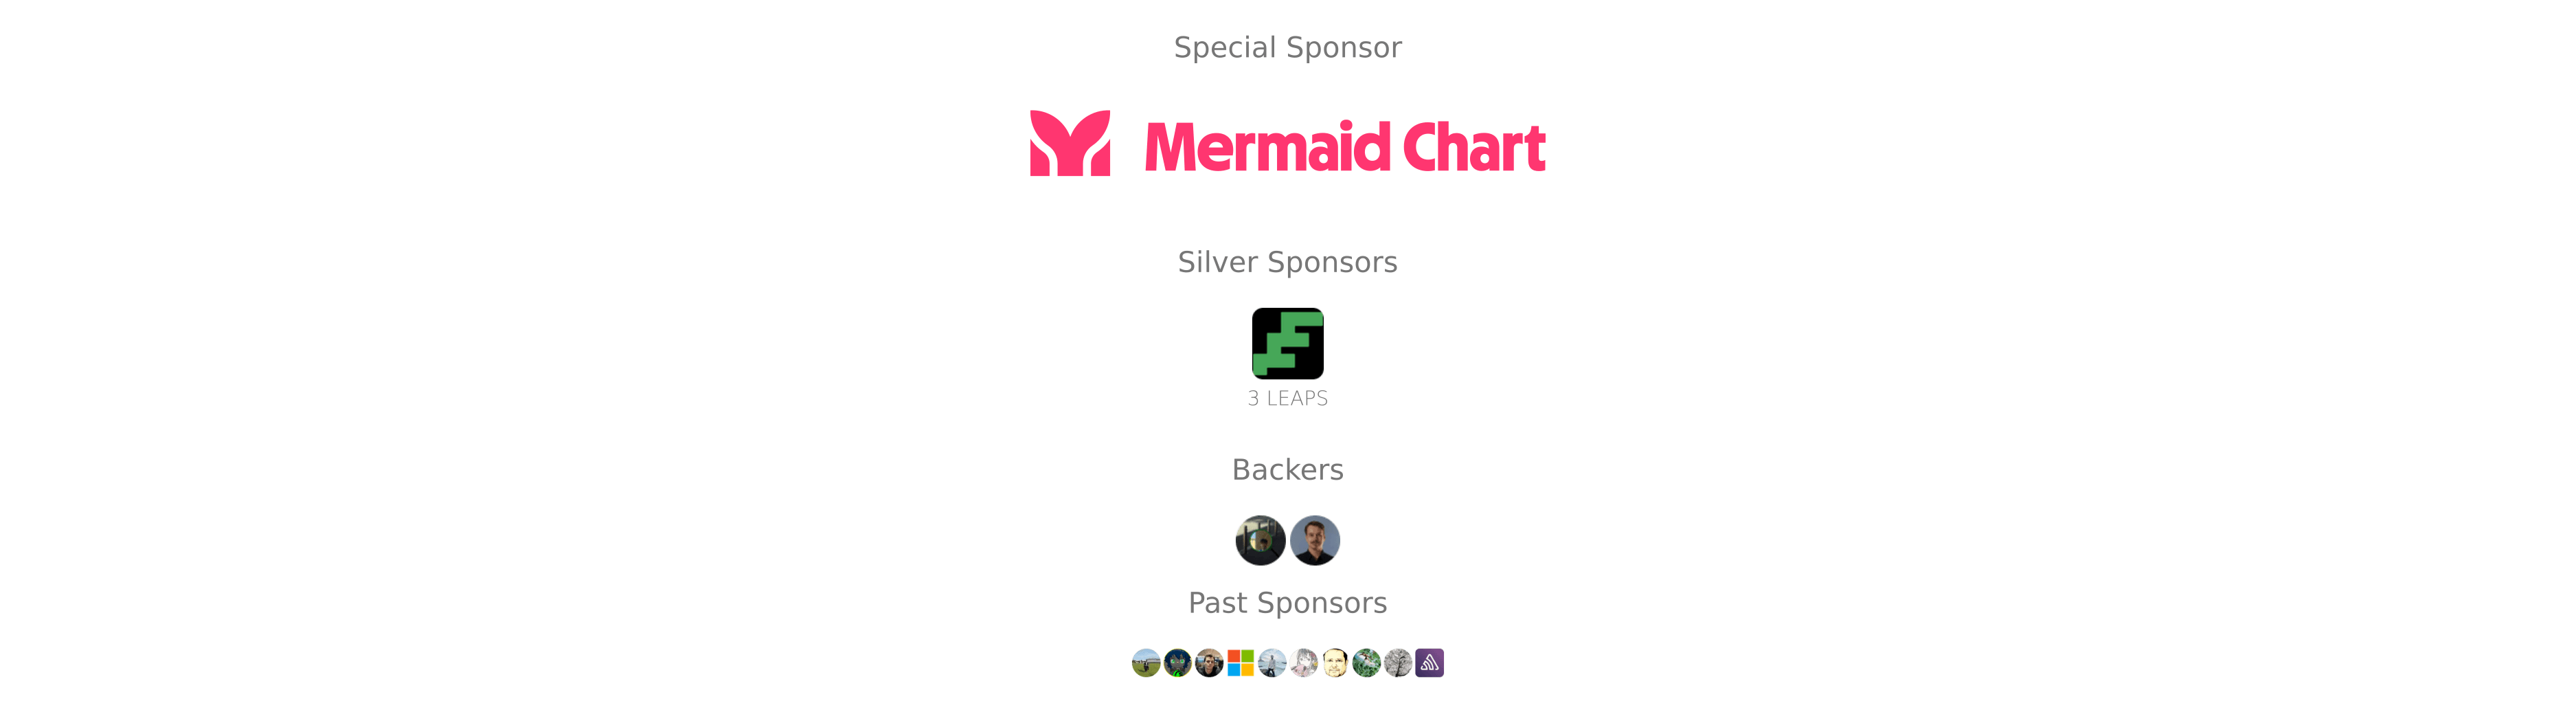 Special Sponsor
Mermaid Chart
Silver Sponsors
3 LEAPS
Backers
Past Sponsors